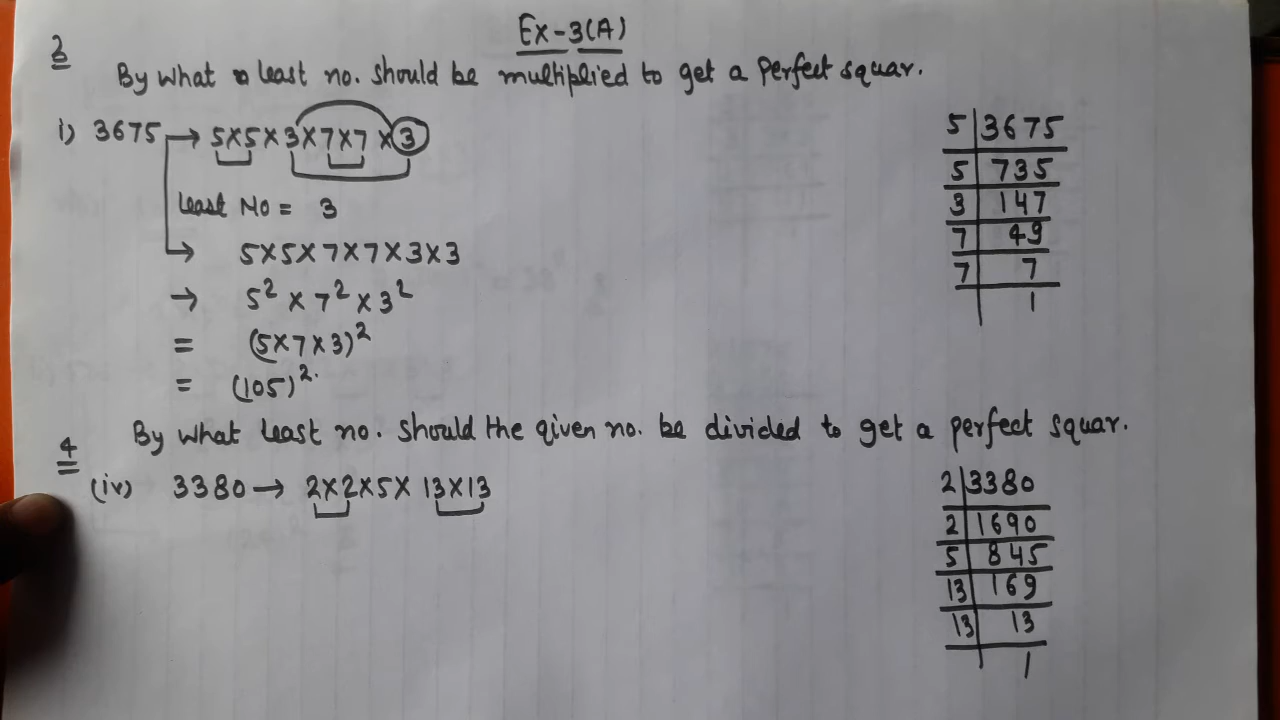 Ex-3(A)
3
By what least no. should be multiplied to get a perfect squar.
i) 3675 → 5×5×3×7×7×3
Least No = 3
→ 5×5×7×7×3×3
→ 5² × 7² × 3²
= (5×7×3)²
= (105)².
5 | 3675
5 | 735
3 | 147
7 | 49
7 | 7
1
4
By what least no. should the given no. be divided to get a perfect squar.
(iv) 3380 → 2×2×5×13×13
2 | 3380
2 | 1690
5 | 845
13 | 169
13 | 13
1